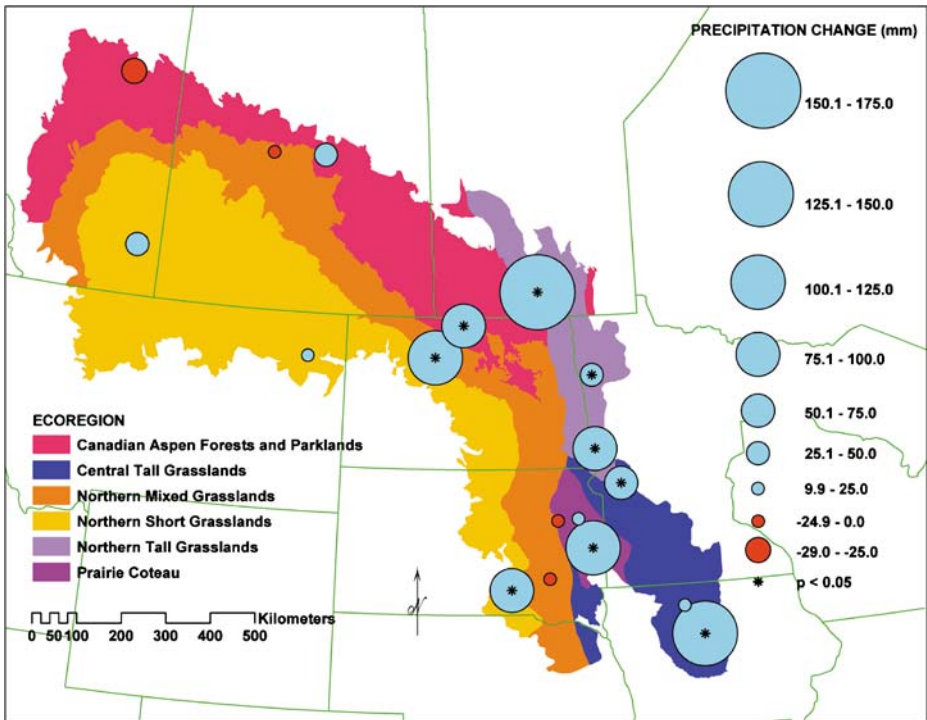 PRECIPITATION CHANGE (mm)
150.1 - 175.0
125.1 - 150.0
100.1 - 125.0
75.1 - 100.0
50.1 - 75.0
25.1 - 50.0
9.9 - 25.0
-24.9 - 0.0
-29.0 - -25.0
p < 0.05
ECOREGION
Canadian Aspen Forests and Parklands
Central Tall Grasslands
Northern Mixed Grasslands
Northern Short Grasslands
Northern Tall Grasslands
Prairie Coteau
Kilometers
0 50 100 200 300 400 500
N